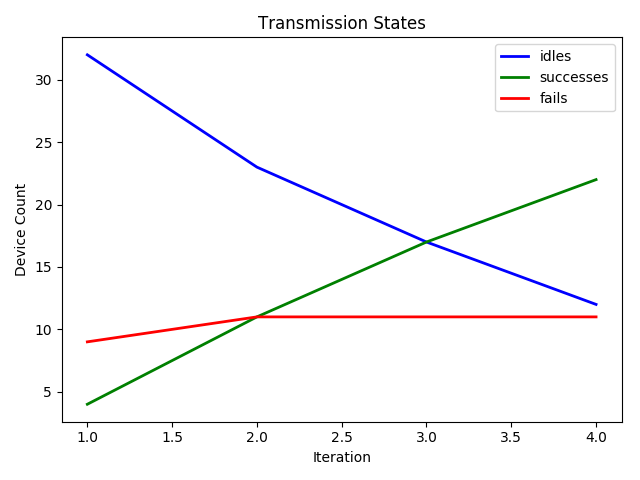 Transmission States
idles
successes
fails
Device Count
30
25
20
15
10
5
1.0 1.5 2.0 2.5 3.0 3.5 4.0
Iteration